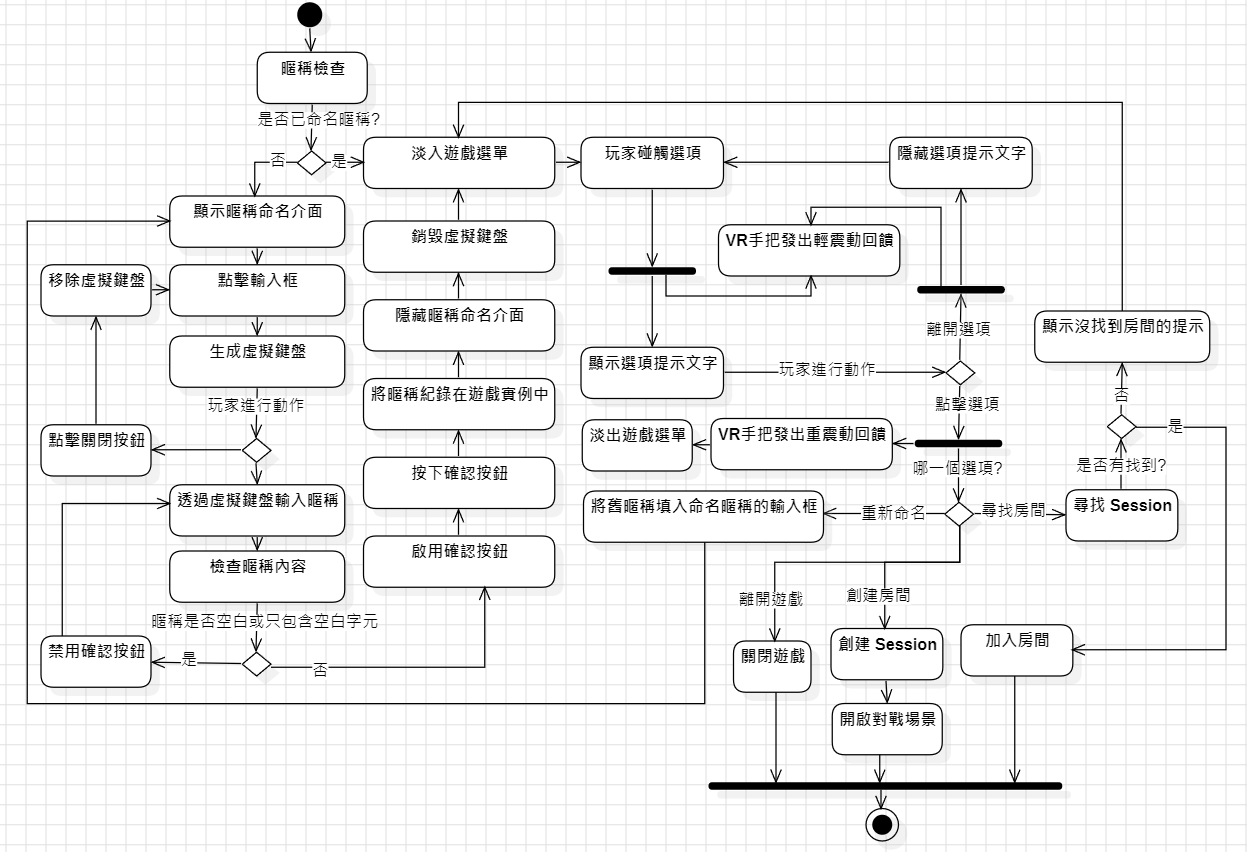 暱稱檢查
是否已命名暱稱?
否
是
顯示暱稱命名介面
移除虛擬鍵盤
點擊輸入框
生成虛擬鍵盤
玩家進行動作
點擊關閉按鈕
透過虛擬鍵盤輸入暱稱
檢查暱稱內容
暱稱是否空白或只包含空白字元
禁用確認按鈕
是
否
淡入遊戲選單
銷毀虛擬鍵盤
隱藏暱稱命名介面
將暱稱紀錄在遊戲實例中
按下確認按鈕
啟用確認按鈕
玩家碰觸選項
隱藏選項提示文字
VR手把發出輕震動回饋
離開選項
顯示選項提示文字
玩家進行動作
點擊選項
淡出遊戲選單
VR手把發出重震動回饋
哪一個選項?
將舊暱稱填入命名暱稱的輸入框
重新命名
尋找房間
尋找 Session
是否有找到?
否
是
顯示沒找到房間的提示
離開遊戲
創建房間
關閉遊戲
創建 Session
加入房間
開啟對戰場景